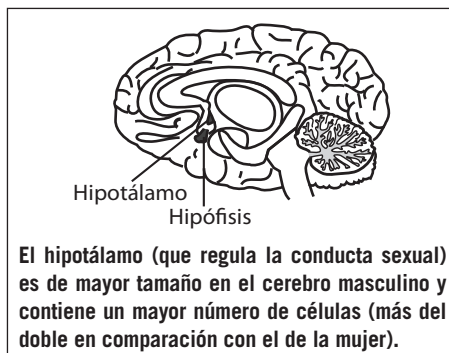 Hipotálamo
Hipófisis
El hipotálamo (que regula la conducta sexual)
es de mayor tamaño en el cerebro masculino y
contiene un mayor número de células (más del
doble en comparación con el de la mujer).